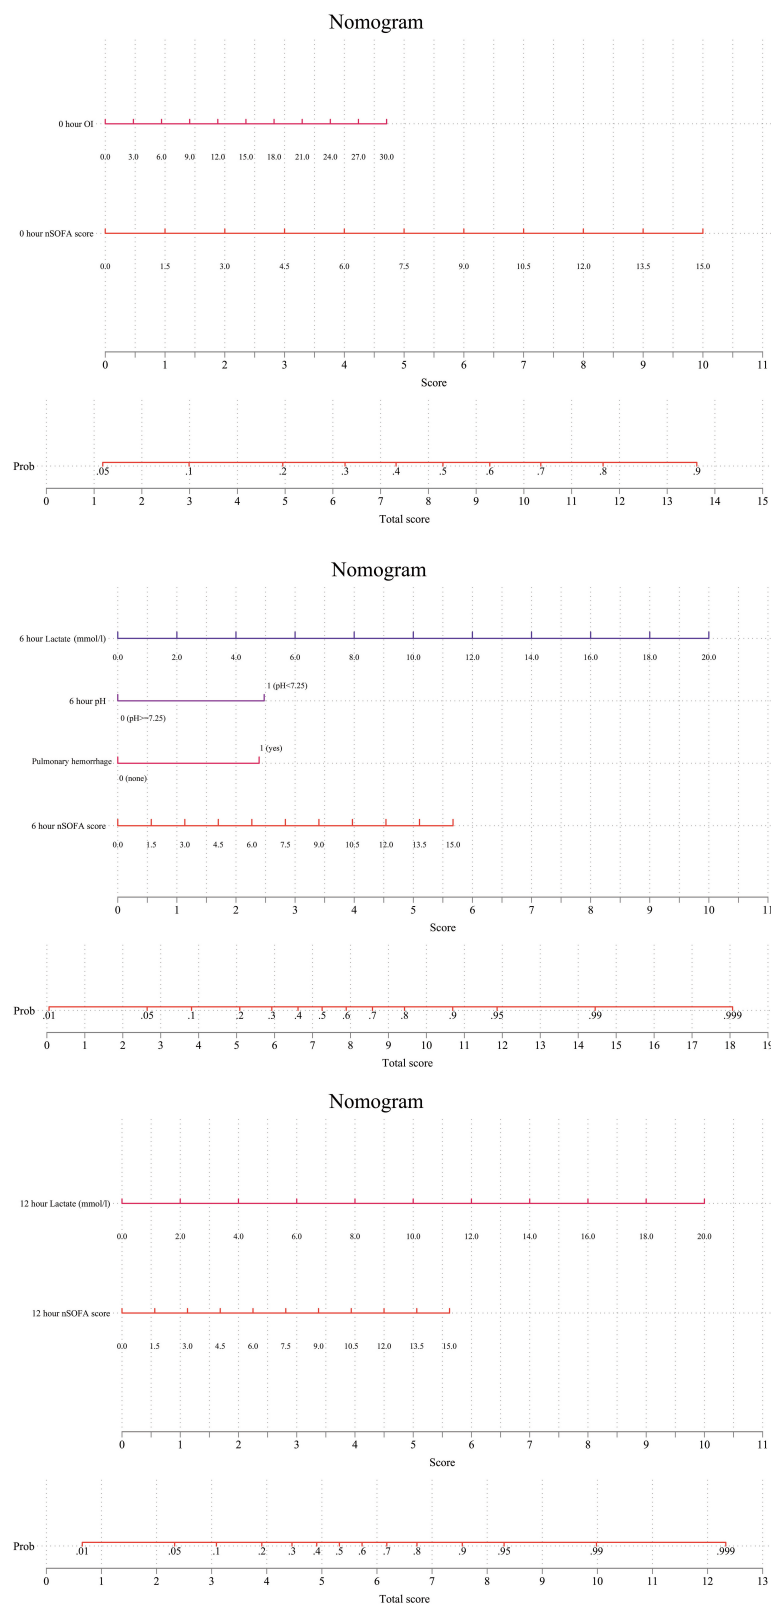 Nomogram
0 hour OI
0.0 3.0 6.0 9.0 12.0 15.0 18.0 21.0 24.0 27.0 30.0
0 hour nSOFA score
0.0 1.5 3.0 4.5 6.0 7.5 9.0 10.5 12.0 13.5 15.0
0 1 2 3 4 5 6 7 8 9 10 11
Score
Prob
.05 .1 .2 .3 .4 .5 .6 .7 .8 .9
0 1 2 3 4 5 6 7 8 9 10 11 12 13 14 15
Total score
Nomogram
6 hour Lactate (mmol/l)
0.0 2.0 4.0 6.0 8.0 10.0 12.0 14.0 16.0 18.0 20.0
1 (pH<7.25)
6 hour pH
0 (pH>=7.25)
1 (yes)
Pulmonary hemorrhage
0 (none)
6 hour nSOFA score
0.0 1.5 3.0 4.5 6.0 7.5 9.0 10.5 12.0 13.5 15.0
0 1 2 3 4 5 6 7 8 9 10 11
Score
Prob
.01 .05 .1 .2 .3 .4 .5 .6 .7 .8 .9 .95 .99 .999
0 1 2 3 4 5 6 7 8 9 10 11 12 13 14 15 16 17 18 19
Total score
Nomogram
12 hour Lactate (mmol/l)
0.0 2.0 4.0 6.0 8.0 10.0 12.0 14.0 16.0 18.0 20.0
12 hour nSOFA score
0.0 1.5 3.0 4.5 6.0 7.5 9.0 10.5 12.0 13.5 15.0
0 1 2 3 4 5 6 7 8 9 10 11
Score
Prob
.01 .05 .1 .2 .3 .4 .5 .6 .7 .8 .9 .95 .99 .999
0 1 2 3 4 5 6 7 8 9 10 11 12 13
Total score